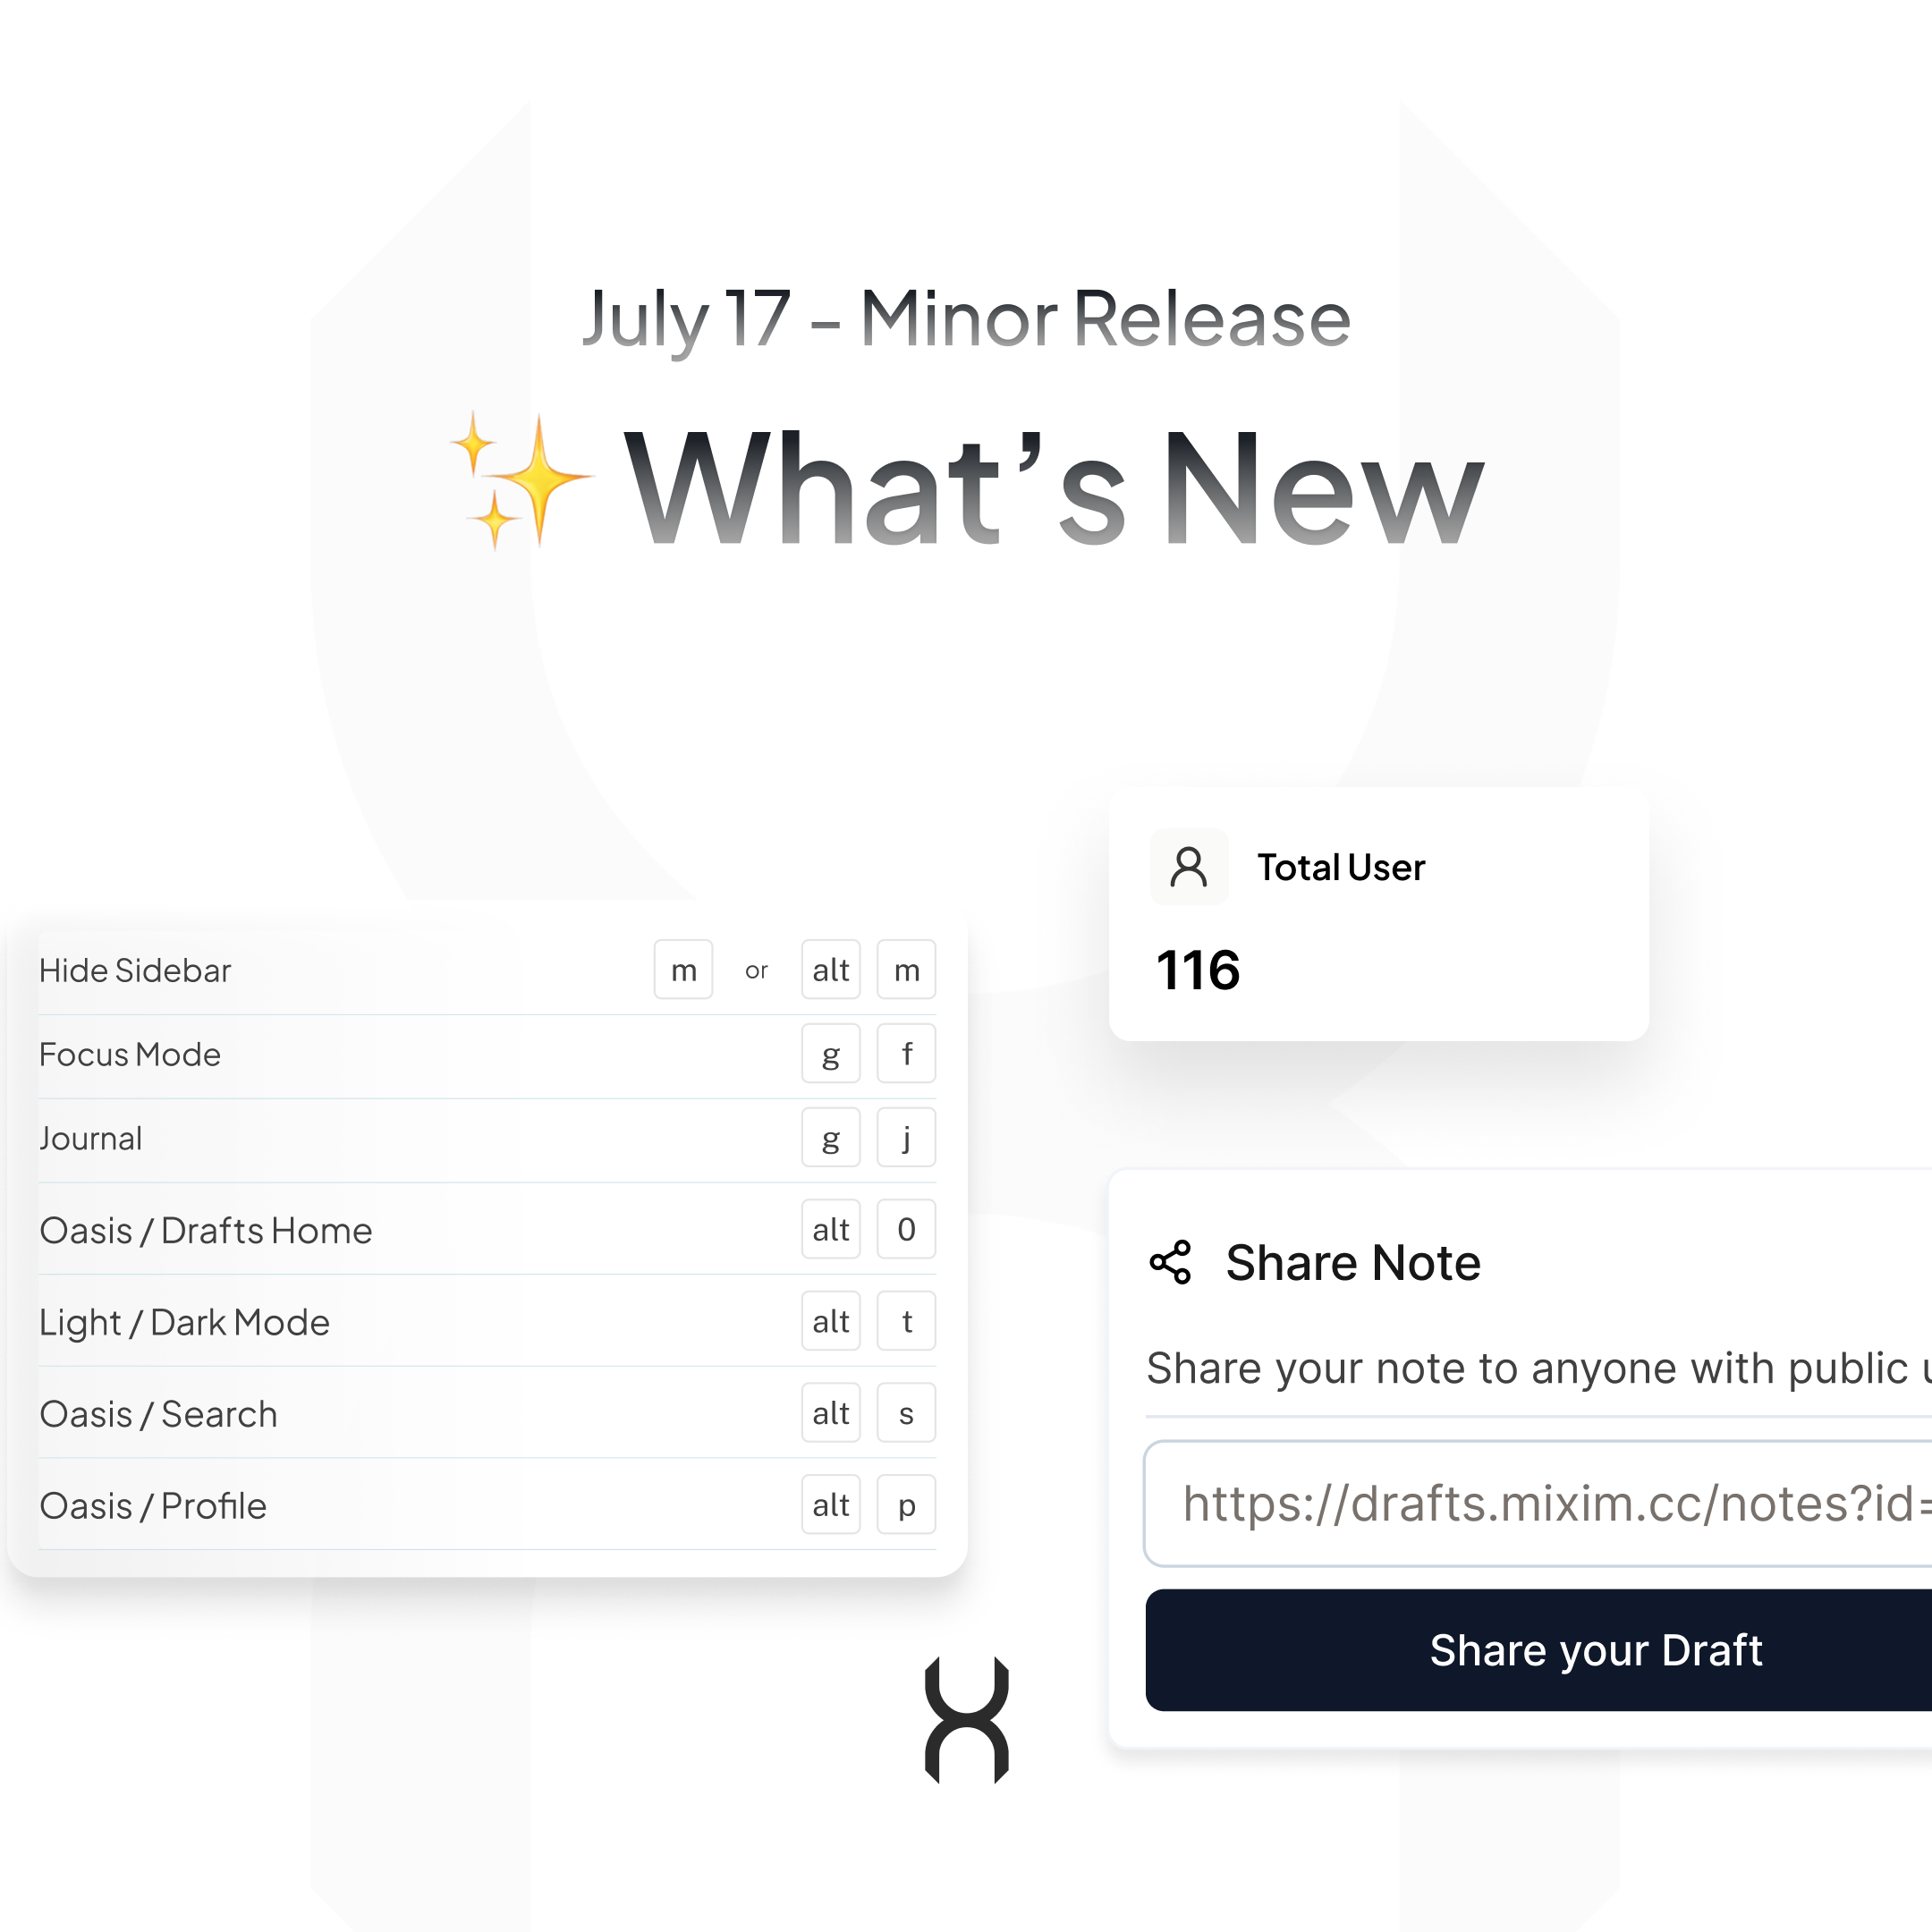 July 17 – Minor Release
✨ What’s New
Hide Sidebar m or alt m
Focus Mode g f
Journal g j
Oasis / Drafts Home alt 0
Light / Dark Mode alt t
Oasis / Search alt s
Oasis / Profile alt p
Total User
116
Share Note
Share your note to anyone with public
https://drafts.mixim.cc/notes?id=
Share your Draft